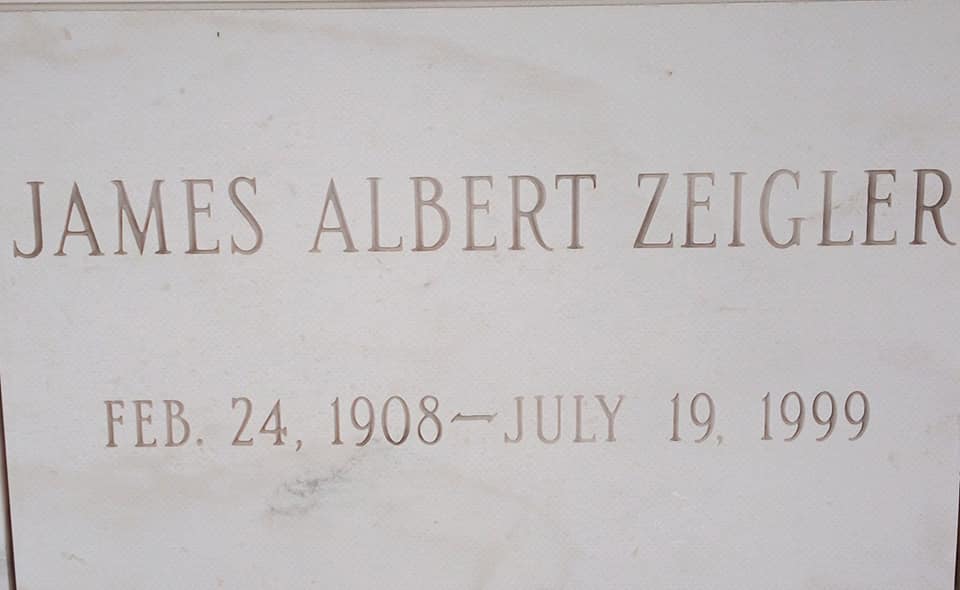 JAMES ALBERT ZEIGLER
FEB. 24, 1908~JULY 19, 1999